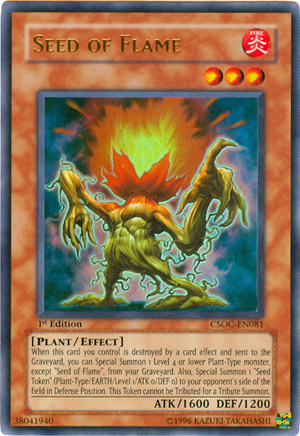 SEED OF FLAME
FIRE
炎
1st Edition
CSOC-EN081
[PLANT / EFFECT]
When this card you control is destroyed by a card effect and sent to the
Graveyard, you can Special Summon 1 Level 4 or lower Plant-Type monster,
except "Seed of Flame", from your Graveyard. Also, Special Summon 1 "Seed
Token" (Plant-Type/EARTH/Level 1/ATK 0/DEF 0) to your opponent's side of the
field in Defense Position. This Token cannot be Tributed for a Tribute Summon.
ATK/1600 DEF/1200
38041940
©1996 KAZUKI TAKAHASHI